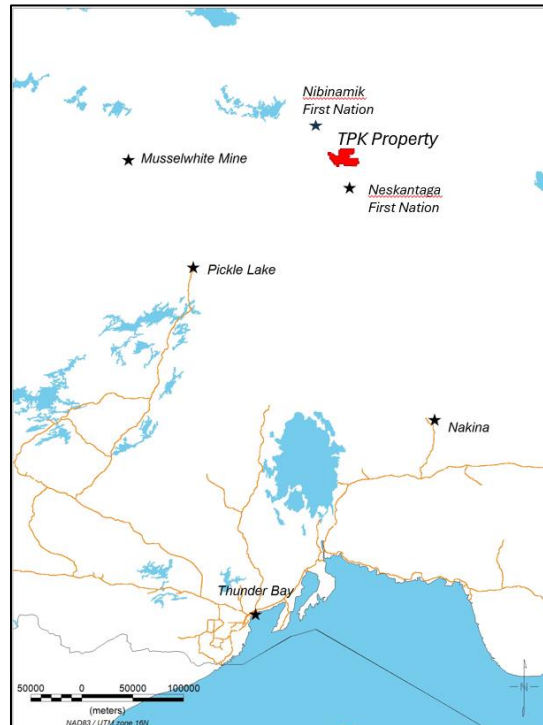 Nibinamik
First Nation
TPK Property
Musselwhite Mine
Neskantaga
First Nation
Pickle Lake
Nakina
Thunder Bay
50000 0 50000 100000
(meters)
NAD83 / UTM zone 16N
N